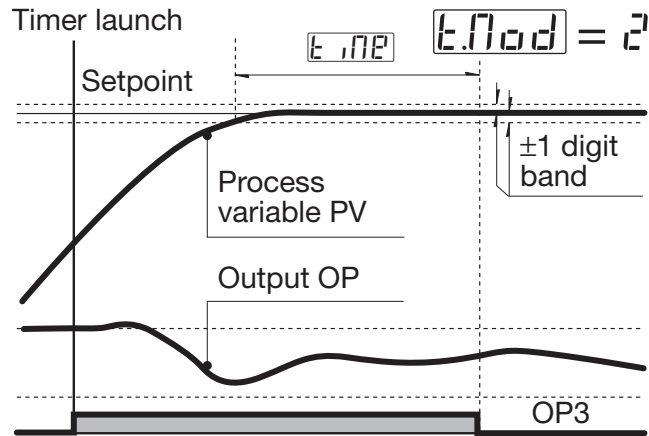 Timer launch
t.Mod = 2
time
Setpoint
±1 digit
band
Process
variable PV
Output OP
OP3